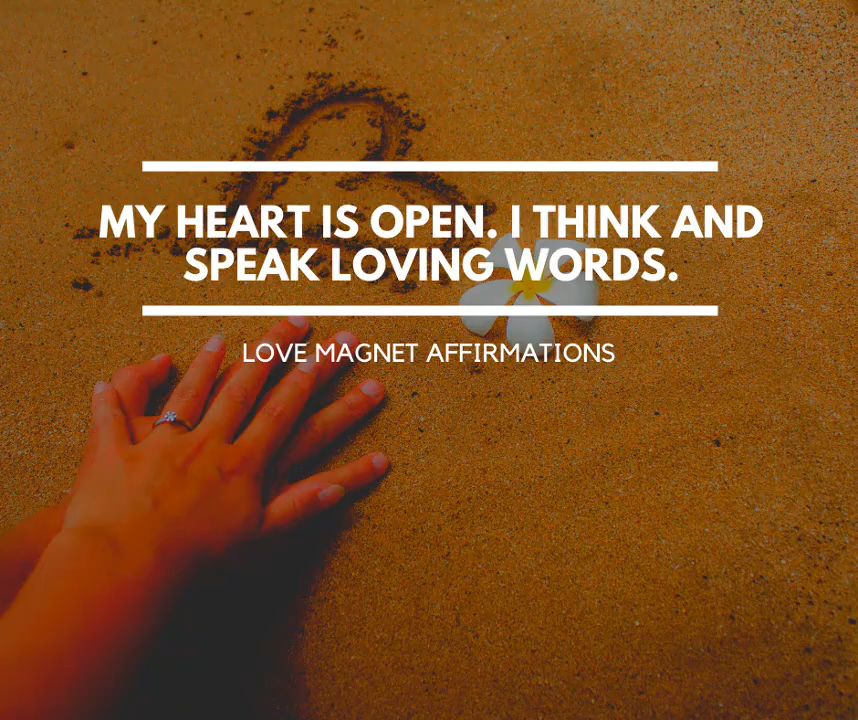 MY HEART IS OPEN. I THINK AND
SPEAK LOVING WORDS.
LOVE MAGNET AFFIRMATIONS